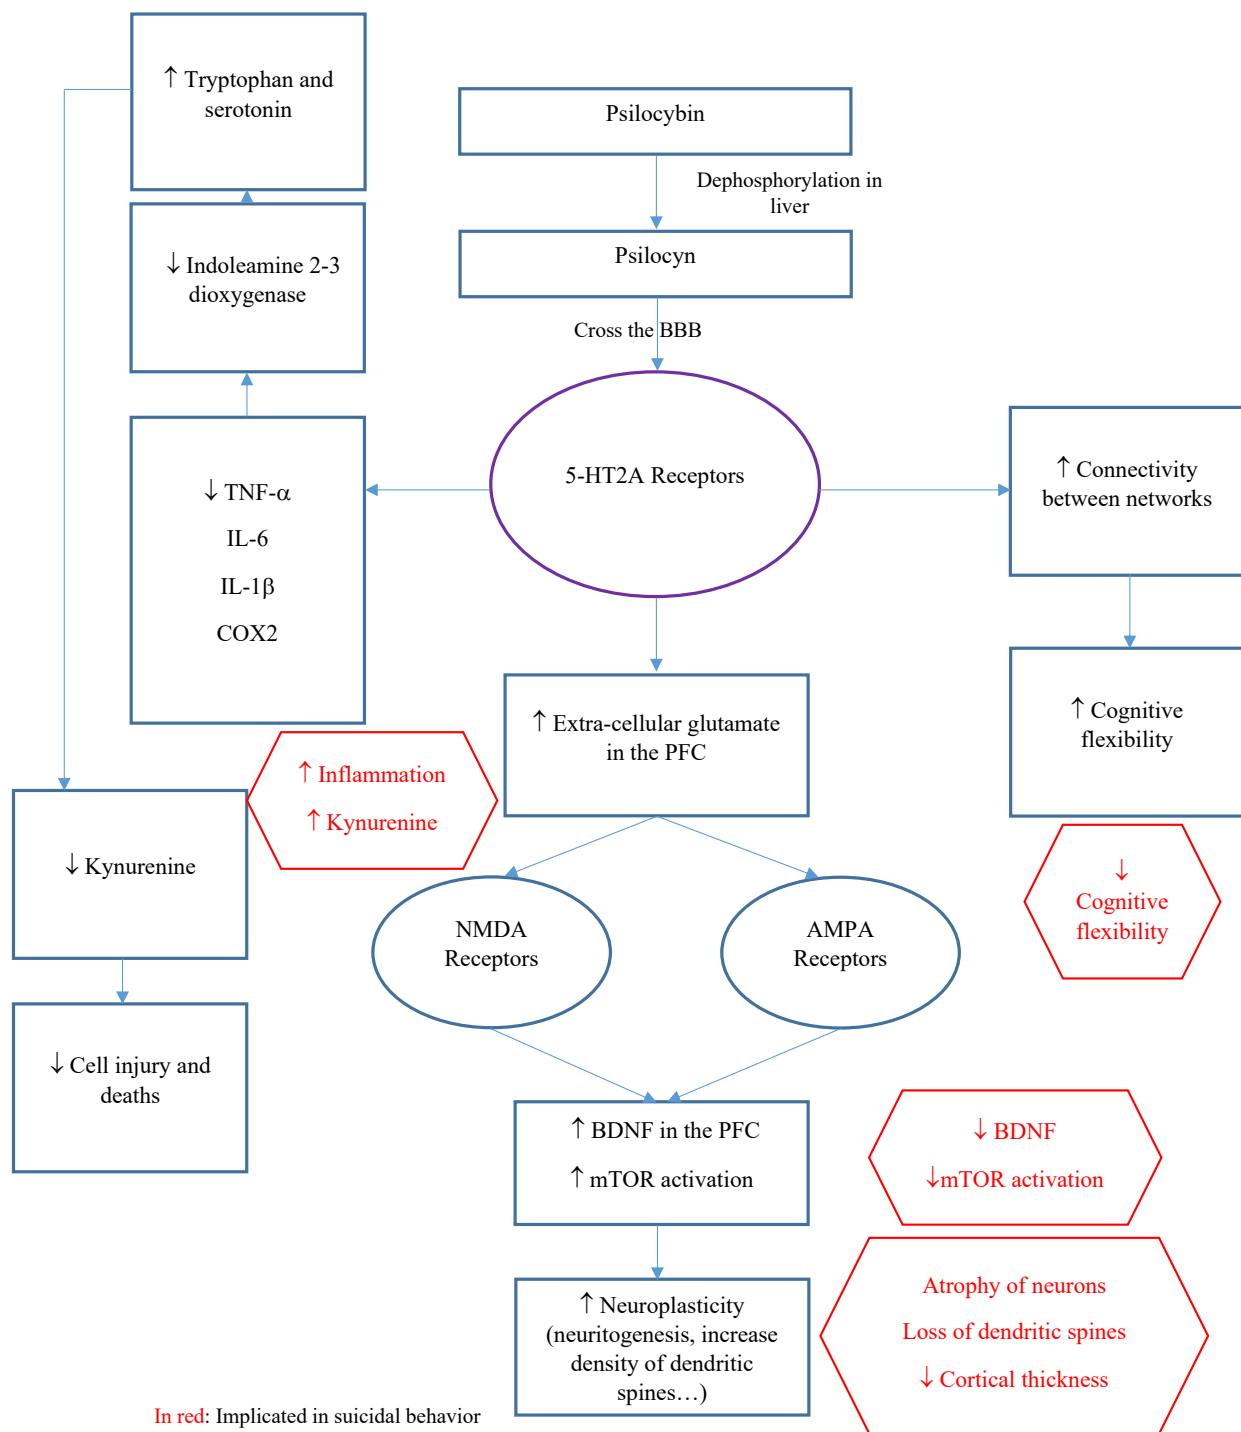 ↑ Tryptophan and
serotonin
Psilocybin
Dephosphorylation in
liver
↓ Indoleamine 2-3
dioxygenase
Psilocyn
Cross the BBB
5-HT2A Receptors
↓ TNF-α
IL-6
IL-1β
COX2
↑ Connectivity
between networks
↑ Extra-cellular glutamate
in the PFC
↑ Cognitive
flexibility
↑ Inflammation
↑ Kynurenine
↓ Kynurenine
↓
Cognitive
flexibility
NMDA
Receptors
AMPA
Receptors
↓ Cell injury and
deaths
↑ BDNF in the PFC
↑ mTOR activation
↓ BDNF
↓mTOR activation
↑ Neuroplasticity
(neuritogenesis, increase
density of dendritic
spines…)
Atrophy of neurons
Loss of dendritic spines
↓ Cortical thickness
In red: Implicated in suicidal behavior